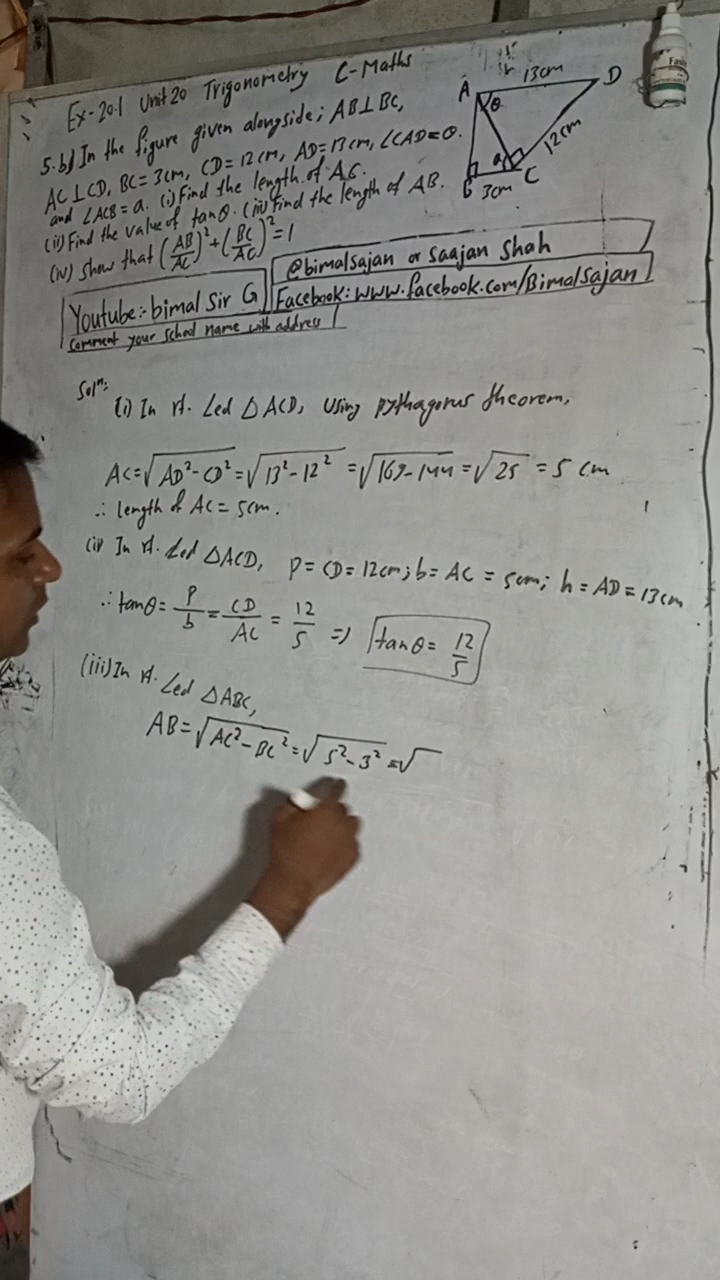 Ex-20.1 Unit 20 Trigonometry C-Maths
5.b) In the figure given alongside; AB⊥BC,
AC⊥CD, BC=3cm, CD=12cm, AD=13cm, ∠CAD=θ.
and ∠ACB=a. (i) Find the length of AC.
(ii) Find the value of tanθ. (iii) Find the length of AB.
(iv) Show that (AB/AC)²+(BC/AC)²=1
A
13cm
D
θ
12cm
a
B
3cm
C
Youtube:- bimal Sir G
@bimalsajan or Saajan Shah
Facebook: www.facebook.com/BimalSajan
comment your school name with address
Solⁿ:
(i) In rt. ∠ed △ACD, Using pythagorus theorem,
AC=√AD²-CD²=√13²-12²=√169-144=√25=5 cm
∴ length of AC=5cm.
(ii) In rt. ∠ed △ACD, p=CD=12cm; b=AC=5cm; h=AD=13cm
∴ tanθ=p/b=CD/AC=12/5 ⇒ tanθ=12/5
(iii) In rt. ∠ed △ABC,
AB=√AC²-BC²=√5²-3²=√